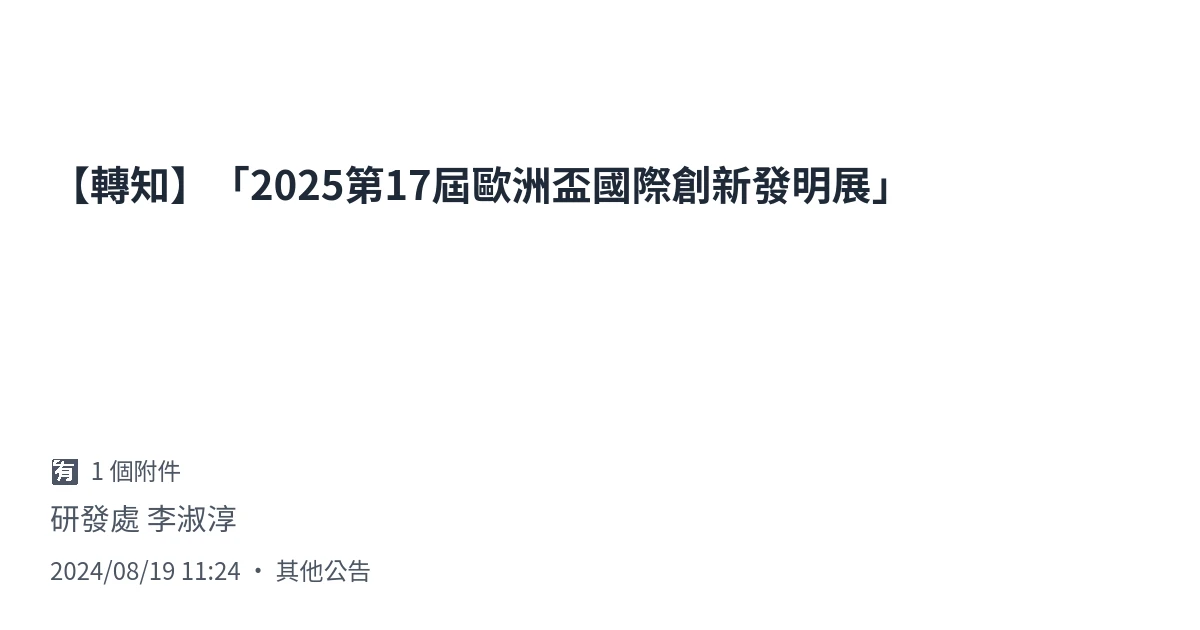 【轉知】「2025第17屆歐洲盃國際創新發明展」
有 1 個附件
研發處 李淑淳
2024/08/19 11:24 • 其他公告